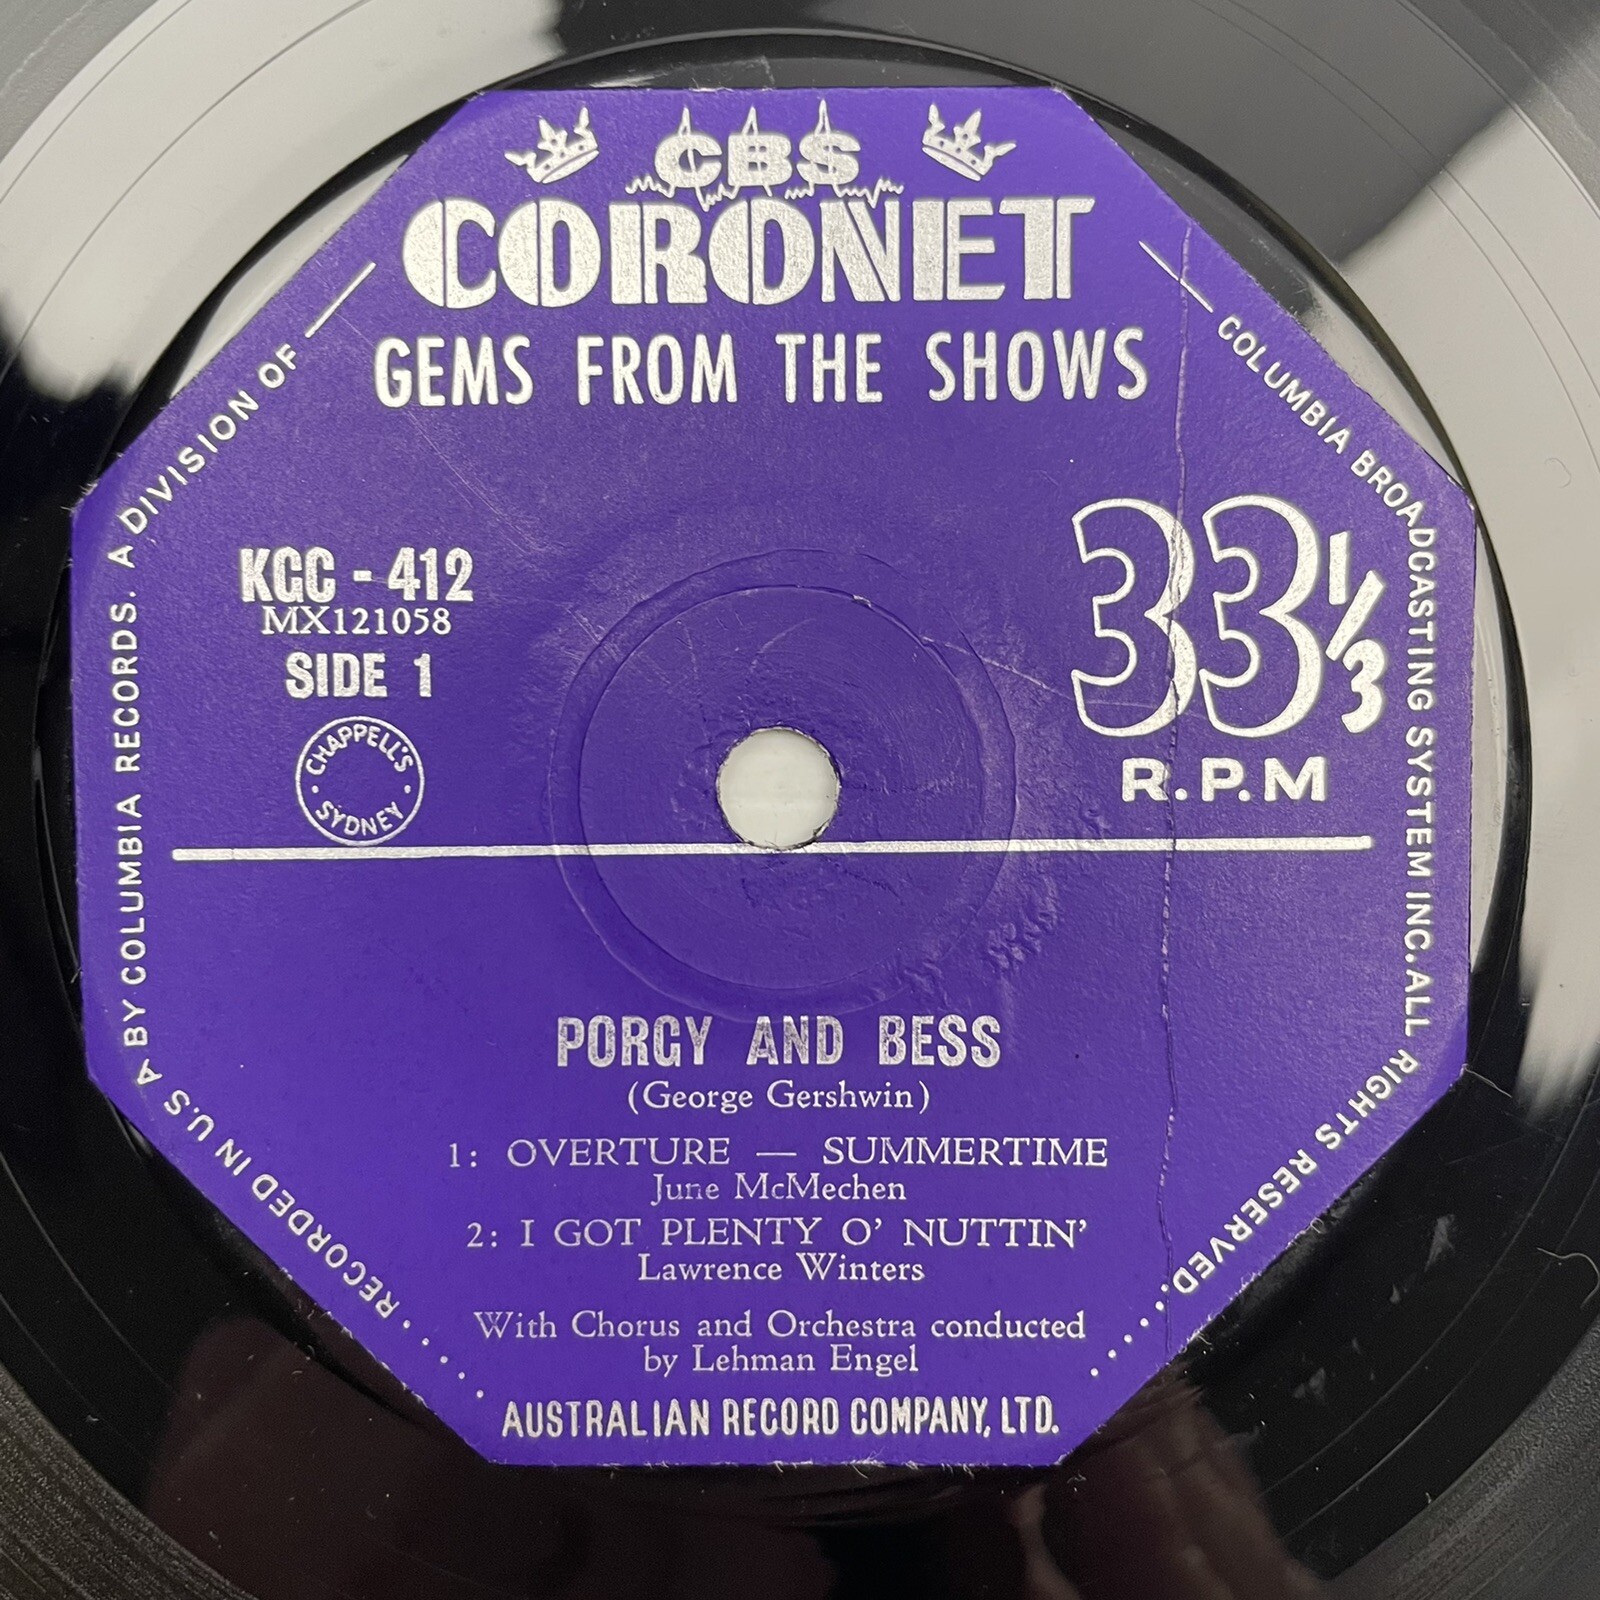 CBS
CORONET
GEMS FROM THE SHOWS
KGC - 412
MX121058
SIDE 1
CHAPPELL'S
· SYDNEY ·
33 1/3
R.P.M
PORGY AND BESS
(George Gershwin)
1: OVERTURE — SUMMERTIME
June McMechen
2: I GOT PLENTY O' NUTTIN'
Lawrence Winters
With Chorus and Orchestra conducted
by Lehman Engel
AUSTRALIAN RECORD COMPANY, LTD.
RECORDED IN U.S A BY COLUMBIA RECORDS. A DIVISION OF — COLUMBIA BROADCASTING SYSTEM INC. ALL RIGHTS RESERVED.